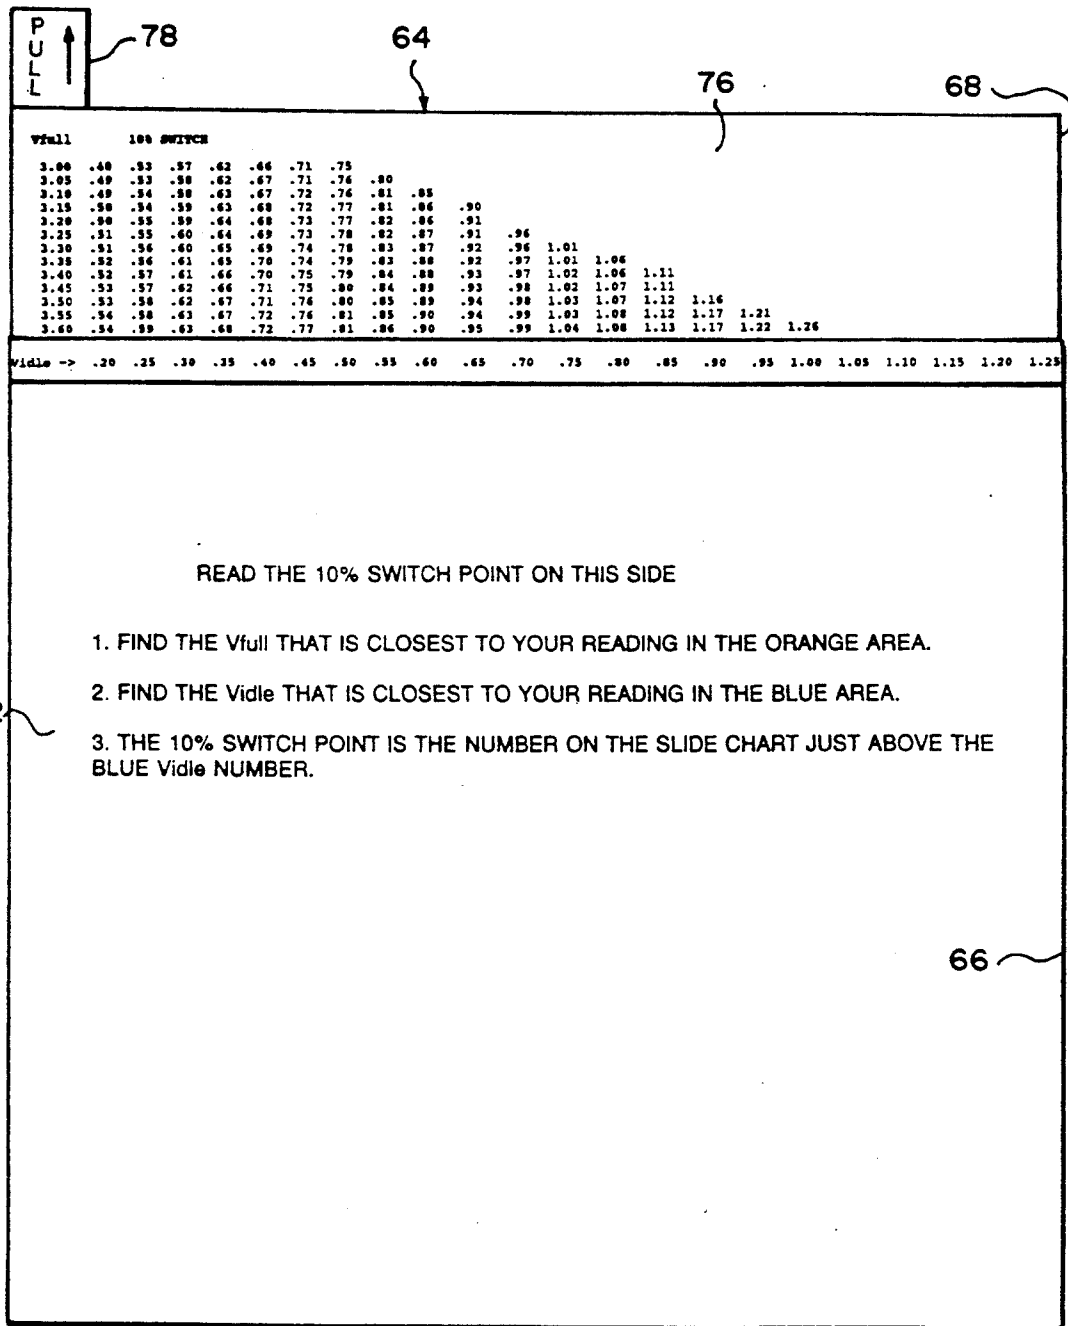 PULL
78
64
76
68
Vfull 10% SWITCH
3.00 .48 .53 .57 .62 .66 .71 .75
3.05 .49 .53 .58 .62 .67 .71 .76 .80
3.10 .49 .54 .58 .63 .67 .72 .76 .81 .85
3.15 .50 .54 .59 .63 .68 .72 .77 .81 .86 .90
3.20 .50 .55 .59 .64 .68 .73 .77 .82 .86 .91
3.25 .51 .55 .60 .64 .69 .73 .78 .82 .87 .91 .96
3.30 .51 .56 .60 .65 .69 .74 .78 .83 .87 .92 .96 1.01
3.35 .52 .56 .61 .65 .70 .74 .79 .83 .88 .92 .97 1.01 1.06
3.40 .52 .57 .61 .66 .70 .75 .79 .84 .88 .93 .97 1.02 1.06 1.11
3.45 .53 .57 .62 .66 .71 .75 .80 .84 .89 .93 .98 1.02 1.07 1.11
3.50 .53 .58 .62 .67 .71 .76 .80 .85 .89 .94 .98 1.03 1.07 1.12 1.16
3.55 .54 .58 .63 .67 .72 .76 .81 .85 .90 .94 .99 1.03 1.08 1.12 1.17 1.21
3.60 .54 .59 .63 .68 .72 .77 .81 .86 .90 .95 .99 1.04 1.08 1.13 1.17 1.22 1.26
Vidle -> .20 .25 .30 .35 .40 .45 .50 .55 .60 .65 .70 .75 .80 .85 .90 .95 1.00 1.05 1.10 1.15 1.20 1.25
READ THE 10% SWITCH POINT ON THIS SIDE
1. FIND THE Vfull THAT IS CLOSEST TO YOUR READING IN THE ORANGE AREA.
2. FIND THE Vidle THAT IS CLOSEST TO YOUR READING IN THE BLUE AREA.
3. THE 10% SWITCH POINT IS THE NUMBER ON THE SLIDE CHART JUST ABOVE THE
BLUE Vidle NUMBER.
66